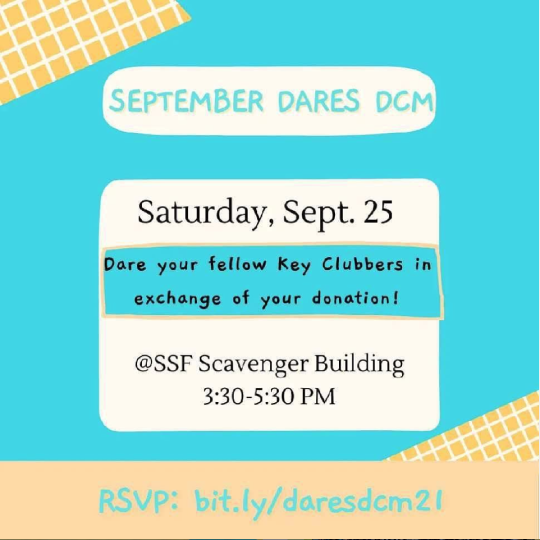 SEPTEMBER DARES DCM
Saturday, Sept. 25
Dare your fellow Key Clubbers in
exchange of your donation!
@SSF Scavenger Building
3:30-5:30 PM
RSVP: bit.ly/daresdcm21